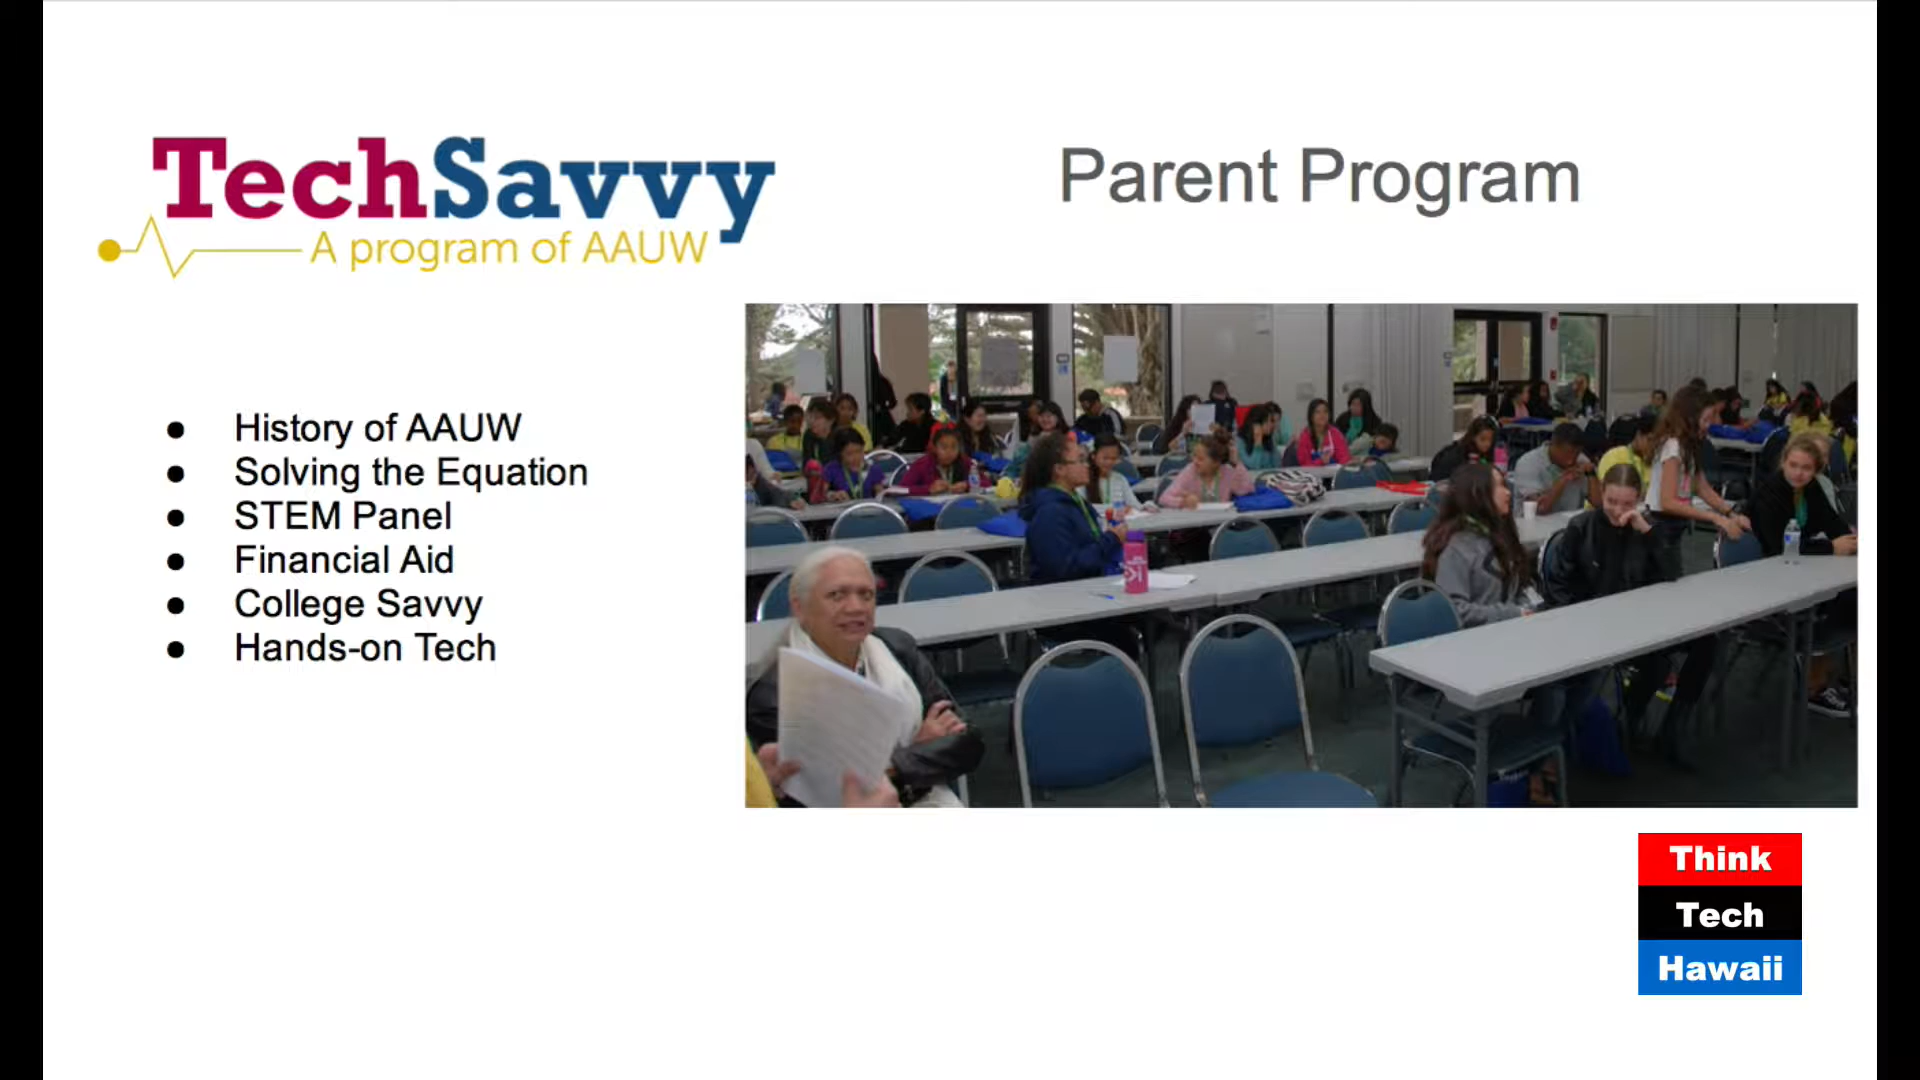 TechSavvy
A program of AAUW
Parent Program
● History of AAUW
● Solving the Equation
● STEM Panel
● Financial Aid
● College Savvy
● Hands-on Tech
Think
Tech
Hawaii